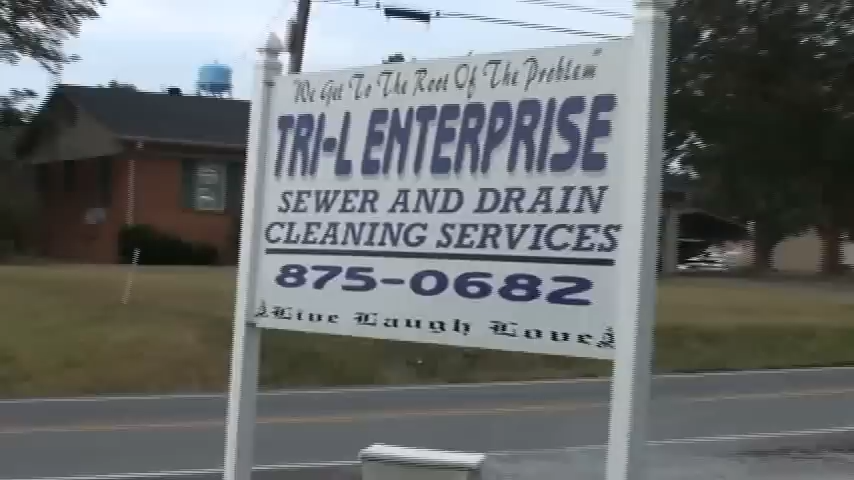 "We Get To The Root Of The Problem"
TRI-L ENTERPRISE
SEWER AND DRAIN
CLEANING SERVICES
875-0682
Live Laugh Love